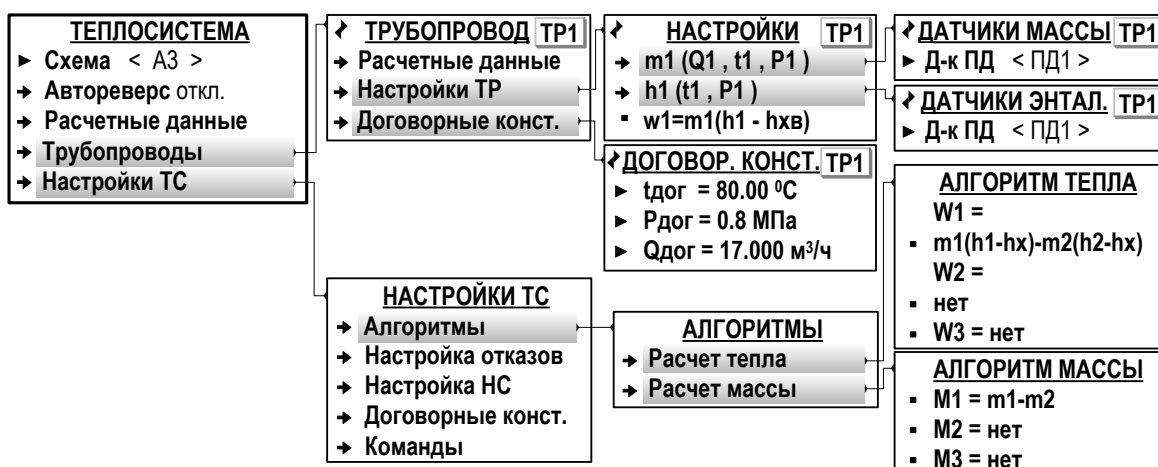 ТЕПЛОСИСТЕМА
► Схема < А3 >
→ Автореверс откл.
→ Расчетные данные
→ Трубопроводы
→ Настройки ТС
ТРУБОПРОВОД ТР1
→ Расчетные данные
→ Настройки ТР
→ Договорные конст.
НАСТРОЙКИ ТР1
→ m1 (Q1 , t1 , P1 )
→ h1 (t1 , P1 )
▪ w1=m1(h1 - hхв)
ДАТЧИКИ МАССЫ ТР1
► Д-к ПД < ПД1 >
ДАТЧИКИ ЭНТАЛ. ТР1
► Д-к ПД < ПД1 >
ДОГОВОР. КОНСТ. ТР1
► tдог = 80.00 ⁰С
► Рдог = 0.8 МПа
► Qдог = 17.000 м³/ч
НАСТРОЙКИ ТС
→ Алгоритмы
→ Настройка отказов
→ Настройка НС
→ Договорные конст.
→ Команды
АЛГОРИТМЫ
→ Расчет тепла
→ Расчет массы
АЛГОРИТМ ТЕПЛА
W1 =
▪ m1(h1-hх)-m2(h2-hх)
W2 =
▪ нет
▪ W3 = нет
АЛГОРИТМ МАССЫ
▪ М1 = m1-m2
▪ М2 = нет
▪ М3 = нет